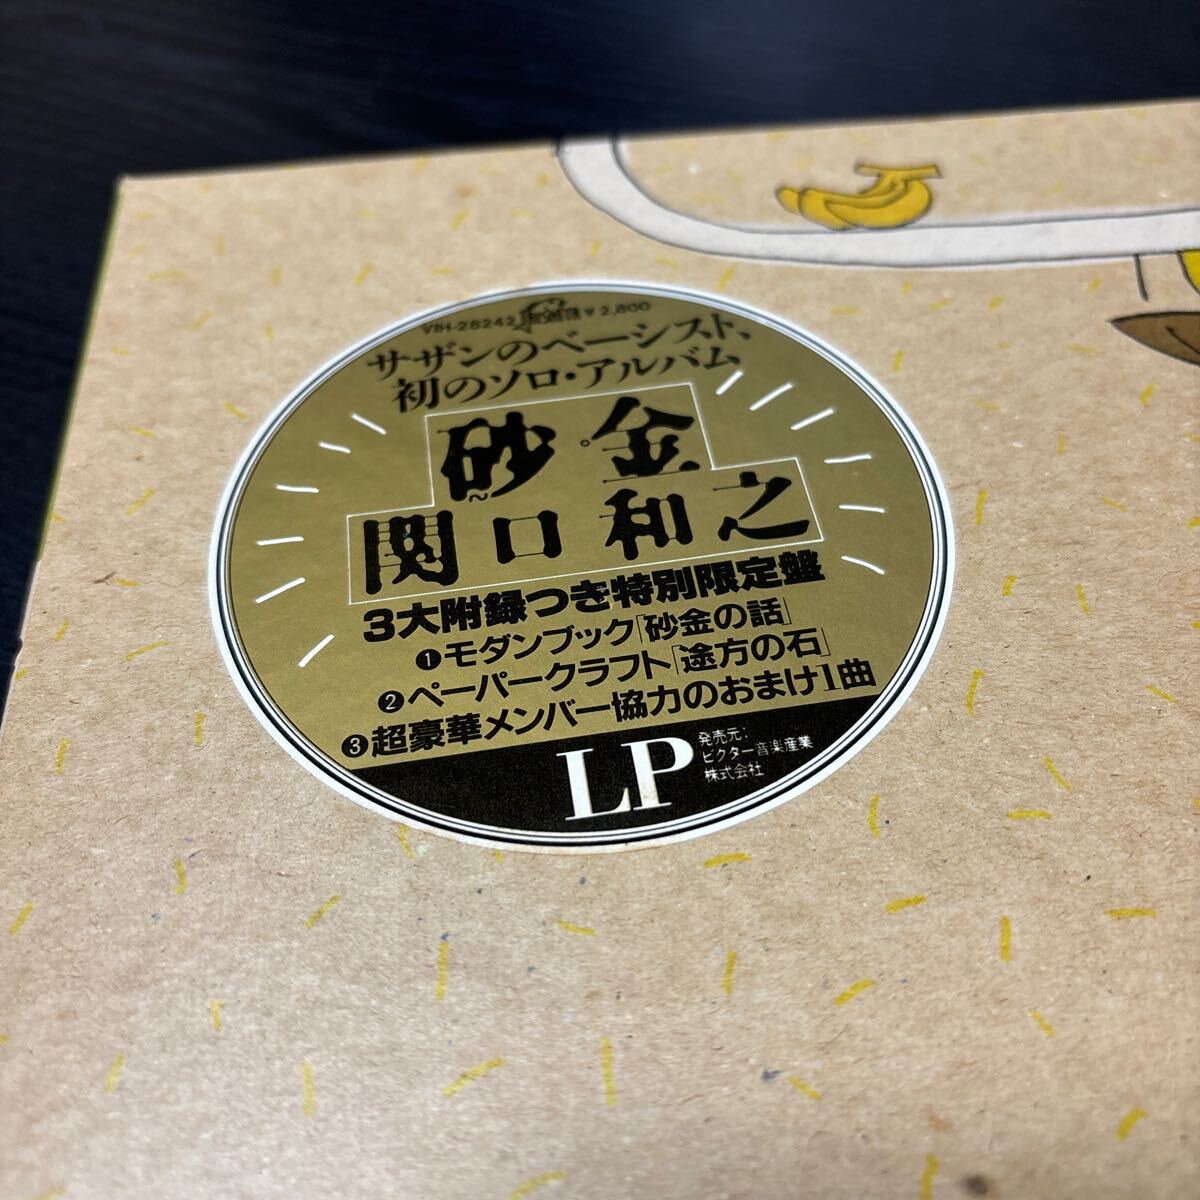 VIH-28242 TAISHITA ¥2,800
サザンのベーシスト、
初のソロ・アルバム
砂金
関口和之
3大附録つき特別限定盤
❶モダンブック「砂金の話」
❷ペーパークラフト「途方の石」
❸超豪華メンバー協力のおまけ1曲
LP
発売元:
ビクター音楽産業
株式会社